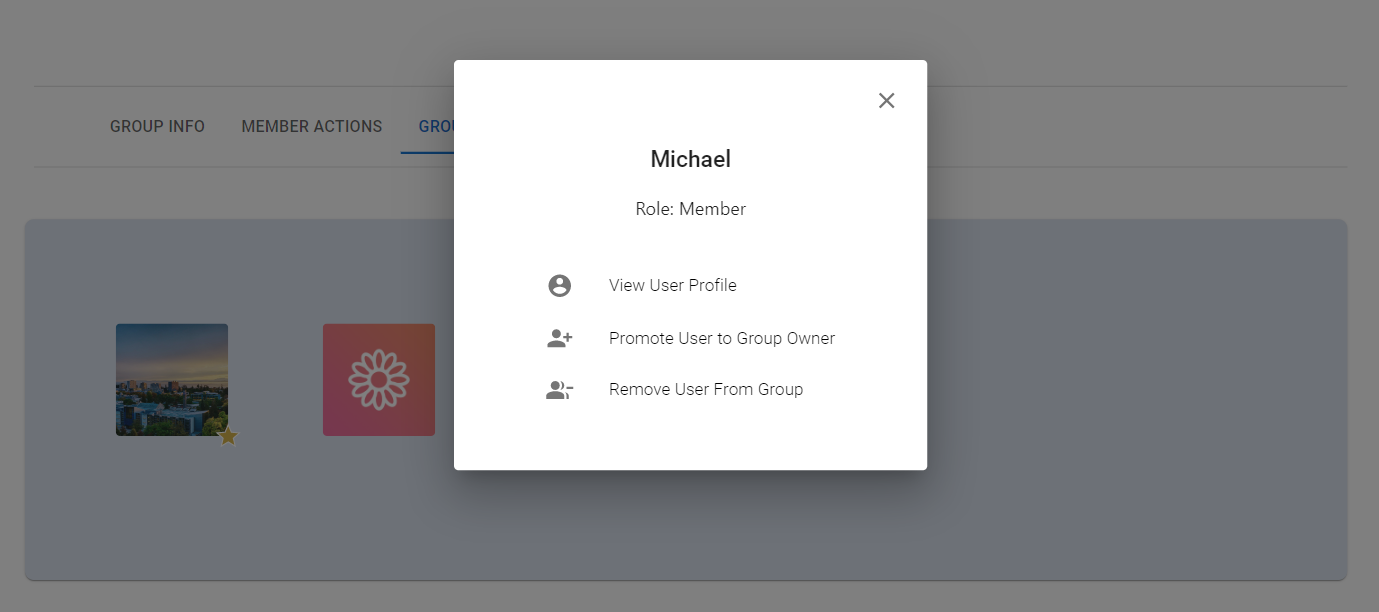 GROUP INFO MEMBER ACTIONS
Michael
Role: Member
View User Profile
Promote User to Group Owner
Remove User From Group